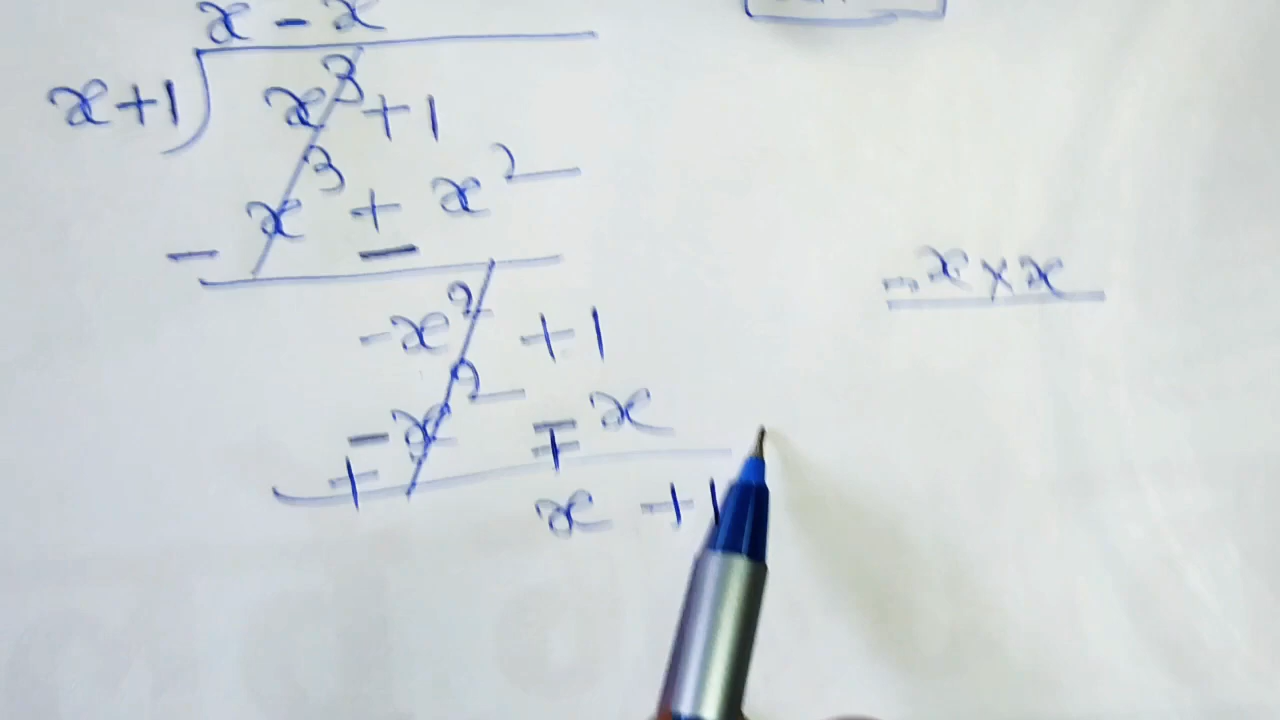 x - x
x+1) x³ + 1
x³ + x²
- -
-x² + 1
-x² - x
+ +
x + 1
-x × x